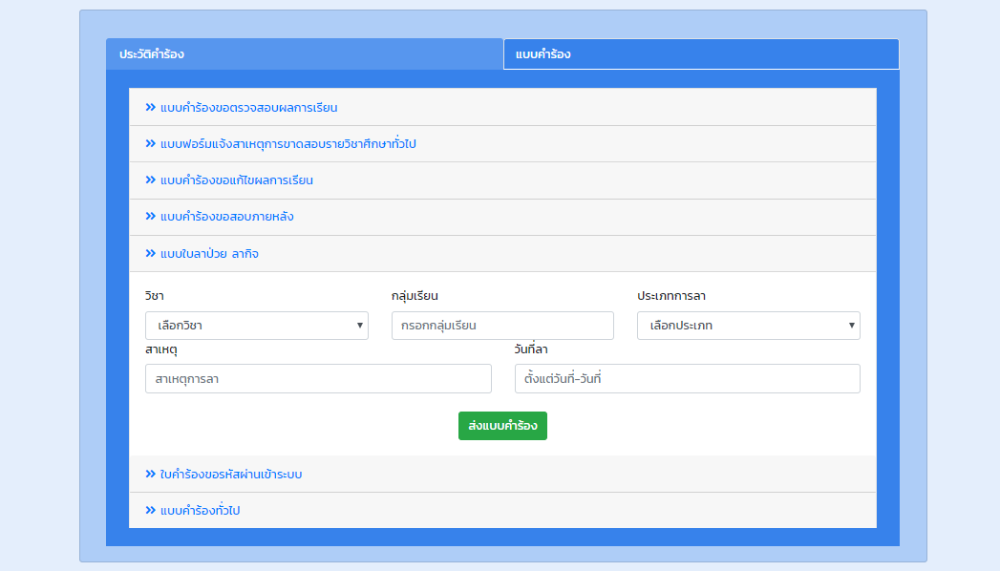 ประวัติคำร้อง
แบบคำร้อง
แบบคำร้องขอตรวจสอบผลการเรียน
แบบฟอร์มแจ้งสาเหตุการขาดสอบรายวิชาศึกษาทั่วไป
แบบคำร้องขอแก้ไขผลการเรียน
แบบคำร้องขอสอบภายหลัง
แบบใบลาป่วย ลากิจ
วิชา
กลุ่มเรียน
ประเภทการลา
เลือกวิชา
กรอกกลุ่มเรียน
เลือกประเภท
สาเหตุ
วันที่ลา
สาเหตุการลา
ตั้งแต่วันที่-วันที่
ส่งแบบคำร้อง
ใบคำร้องขอรหัสผ่านเข้าระบบ
แบบคำร้องทั่วไป